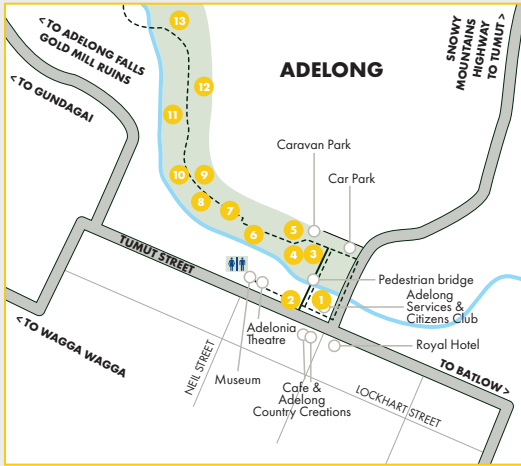 13
< TO ADELONG FALLS
GOLD MILL RUINS
< TO GUNDAGAI
ADELONG
SNOWY
MOUNTAINS
HIGHWAY
TO TUMUT >
12
11
Caravan Park
Car Park
10
9
8
7
6
5
4
3
TUMUT STREET
2
1
Pedestrian bridge
Adelong
Services &
Citizens Club
Adelonia
Theatre
Royal Hotel
< TO WAGGA WAGGA
NEIL STREET
Museum
Cafe &
Adelong
Country Creations
LOCKHART STREET
TO BATLOW >